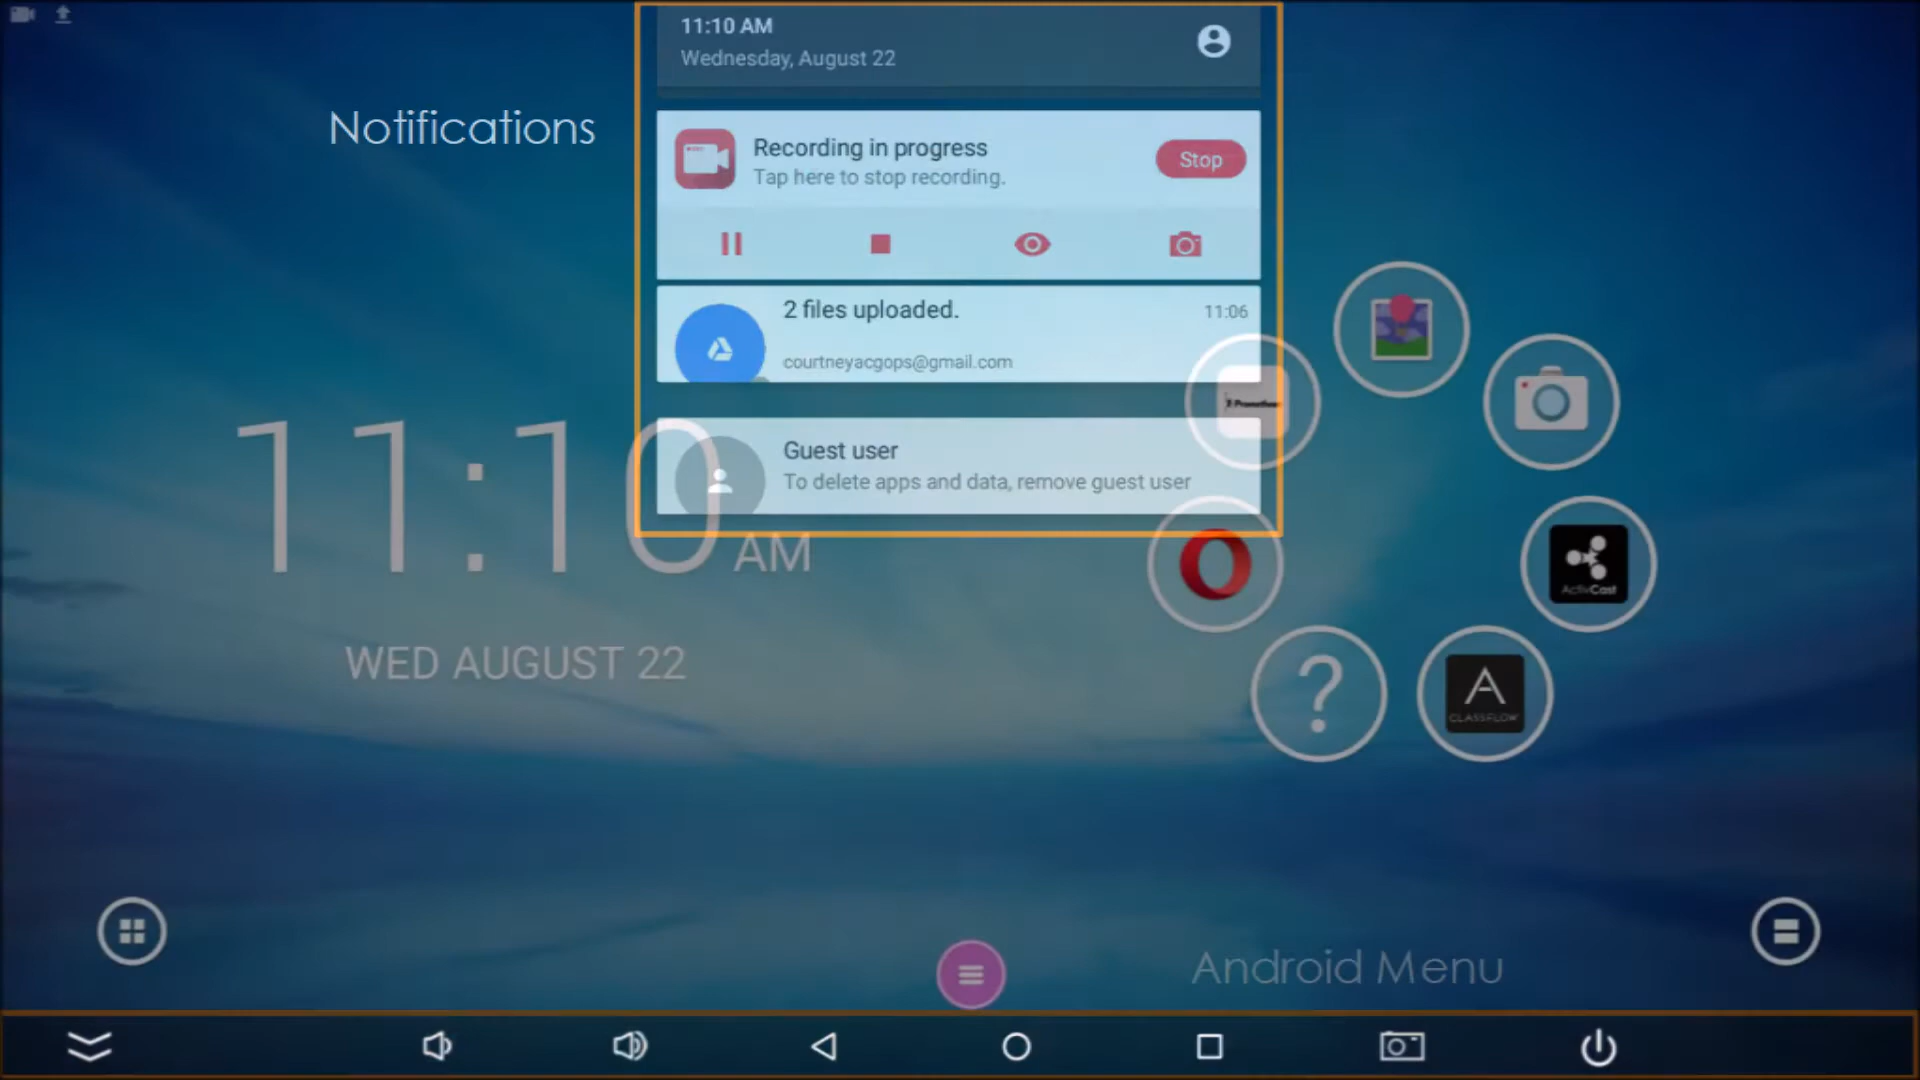 11:10 AM
Wednesday, August 22
Notifications
Recording in progress
Tap here to stop recording.
Stop
2 files uploaded.
11:06
courtneyacgops@gmail.com
Guest user
To delete apps and data, remove guest user
11:10 AM
WED AUGUST 22
ActivCast
A
CLASSFLOW
?
Android Menu